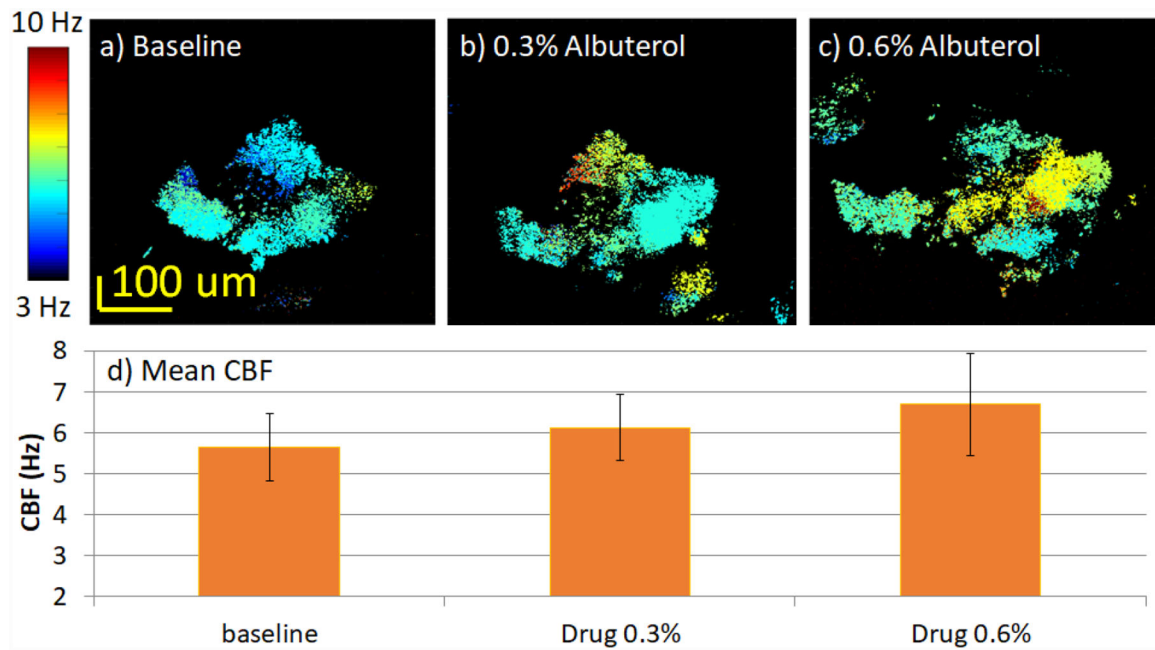 10 Hz
3 Hz
a) Baseline
100 um
b) 0.3% Albuterol
c) 0.6% Albuterol
d) Mean CBF
CBF (Hz)
8
7
6
5
4
3
2
baseline
Drug 0.3%
Drug 0.6%